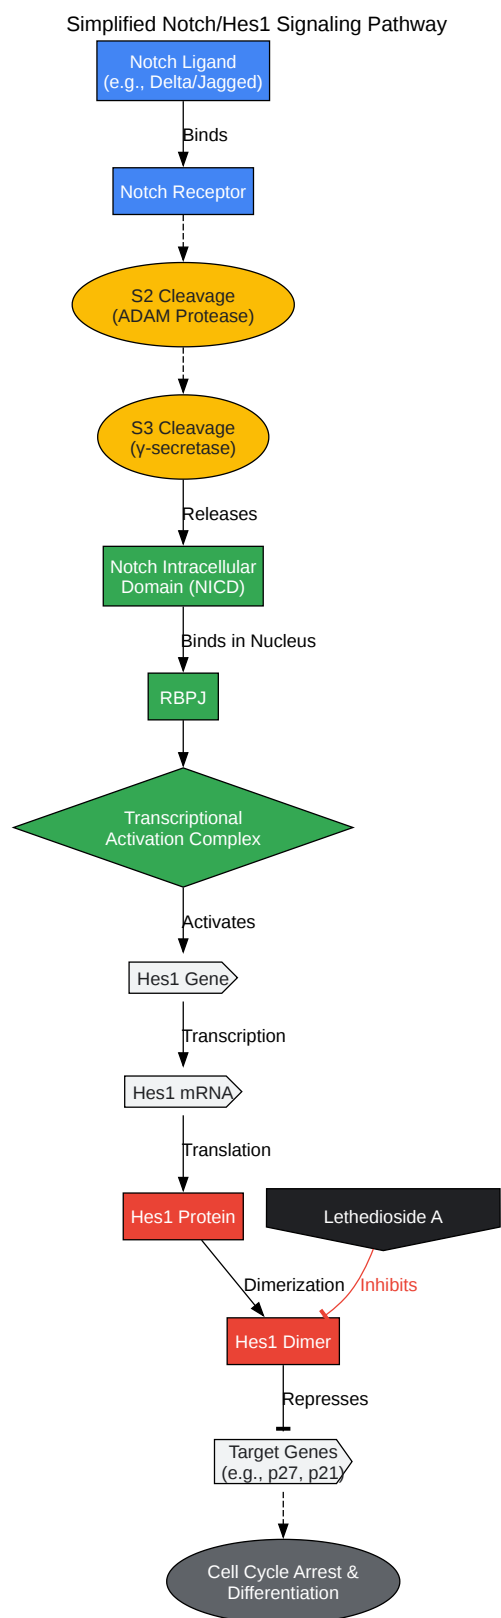 Simplified Notch/Hes1 Signaling Pathway
Notch Ligand
(e.g., Delta/Jagged)
Binds
Notch Receptor
S2 Cleavage
(ADAM Protease)
S3 Cleavage
(γ-secretase)
Releases
Notch Intracellular
Domain (NICD)
Binds in Nucleus
RBPJ
Transcriptional
Activation Complex
Activates
Hes1 Gene
Transcription
Hes1 mRNA
Translation
Hes1 Protein
Lethedioside A
Dimerization
Inhibits
Hes1 Dimer
Represses
Target Genes
(e.g., p27, p21)
Cell Cycle Arrest &
Differentiation